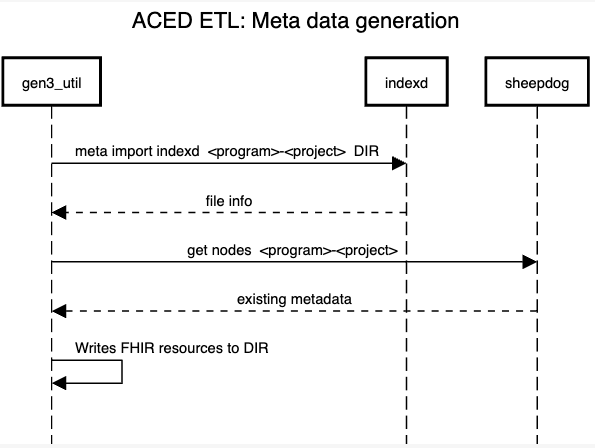 ACED ETL: Meta data generation
gen3_util
indexd
sheepdog
meta import indexd <program>-<project> DIR
file info
get nodes <program>-<project>
existing metadata
Writes FHIR resources to DIR